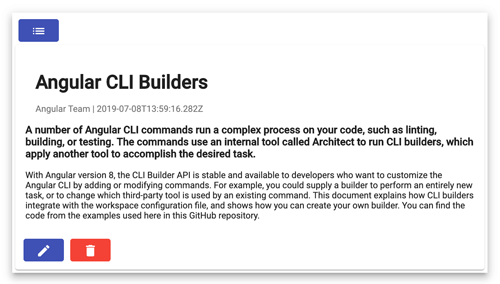 Angular CLI Builders
Angular Team | 2019-07-08T13:59:16.282Z
A number of Angular CLI commands run a complex process on your code, such as linting,
building, or testing. The commands use an internal tool called Architect to run CLI builders, which
apply another tool to accomplish the desired task.
With Angular version 8, the CLI Builder API is stable and available to developers who want to customize the
Angular CLI by adding or modifying commands. For example, you could supply a builder to perform an entirely new
task, or to change which third-party tool is used by an existing command. This document explains how CLI builders
integrate with the workspace configuration file, and shows how you can create your own builder. You can find the
code from the examples used here in this GitHub repository.